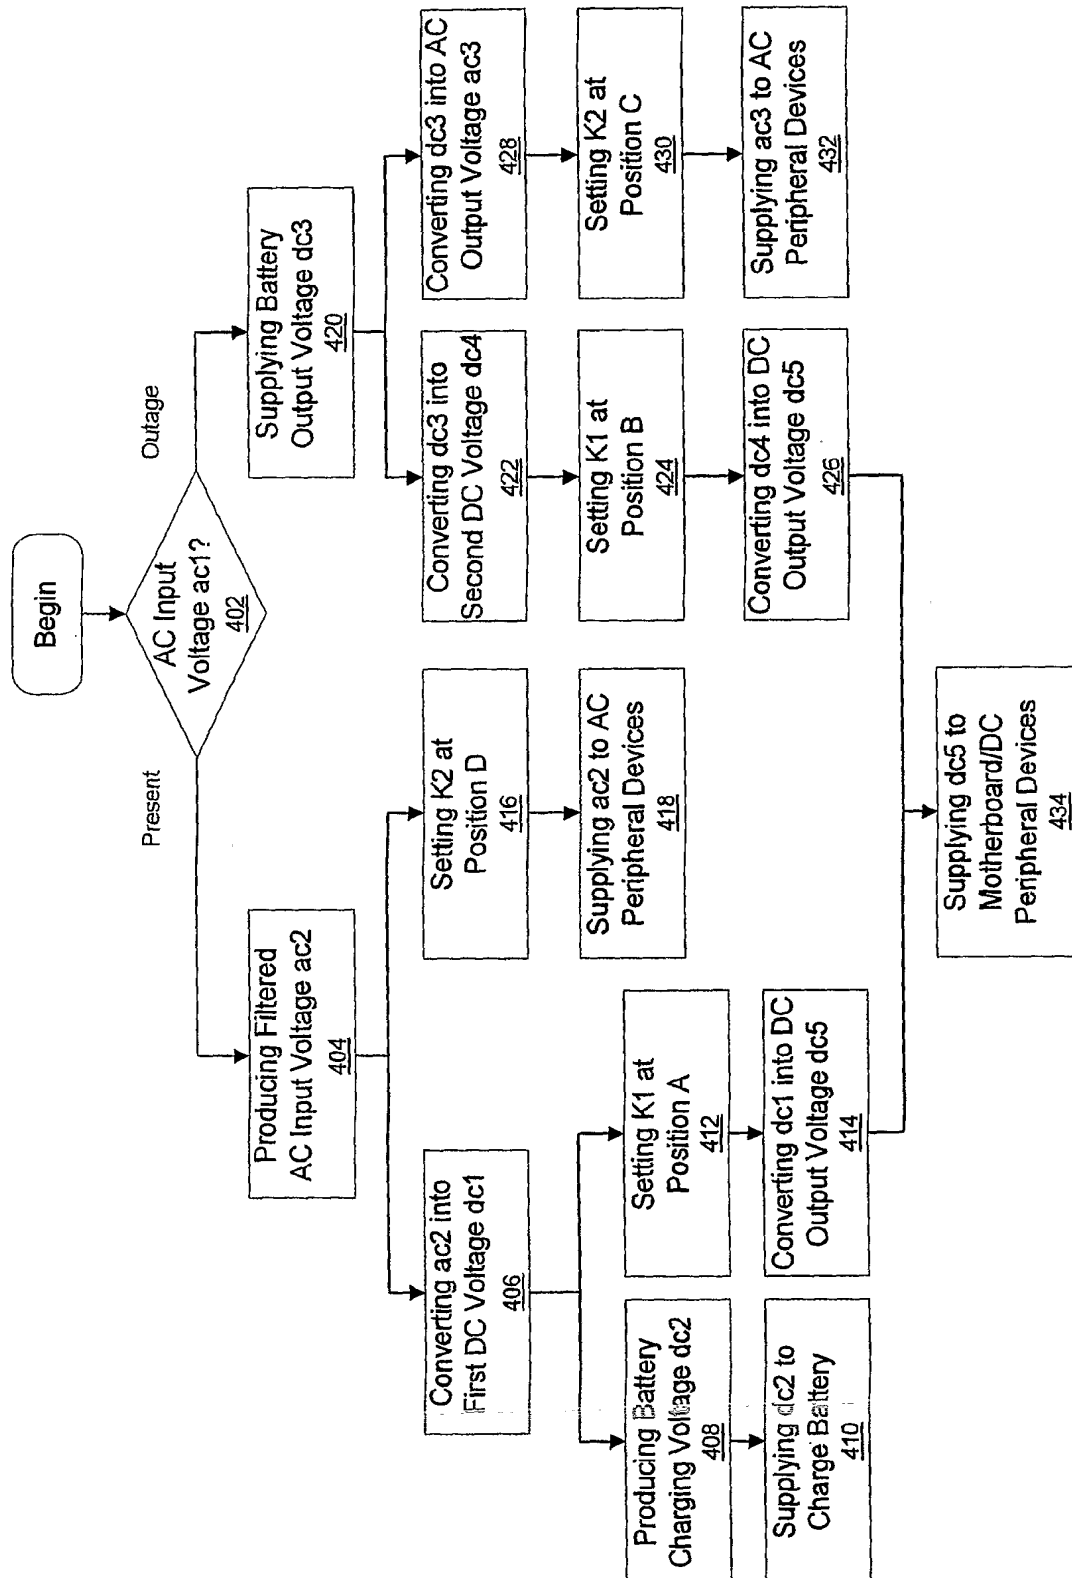 Begin
AC Input
Voltage ac1?
402
Present
Outage
Producing Filtered
AC Input Voltage ac2
404
Supplying Battery
Output Voltage dc3
420
Converting ac2 into
First DC Voltage dc1
406
Setting K2 at
Position D
416
Converting dc3 into
Second DC Voltage dc4
422
Converting dc3 into AC
Output Voltage ac3
428
Producing Battery
Charging Voltage dc2
408
Setting K1 at
Position A
412
Supplying ac2 to AC
Peripheral Devices
418
Setting K1 at
Position B
424
Setting K2 at
Position C
430
Supplying dc2 to
Charge Battery
410
Converting dc1 into DC
Output Voltage dc5
414
Converting dc4 into DC
Output Voltage dc5
426
Supplying ac3 to AC
Peripheral Devices
432
Supplying dc5 to
Motherboard/DC
Peripheral Devices
434